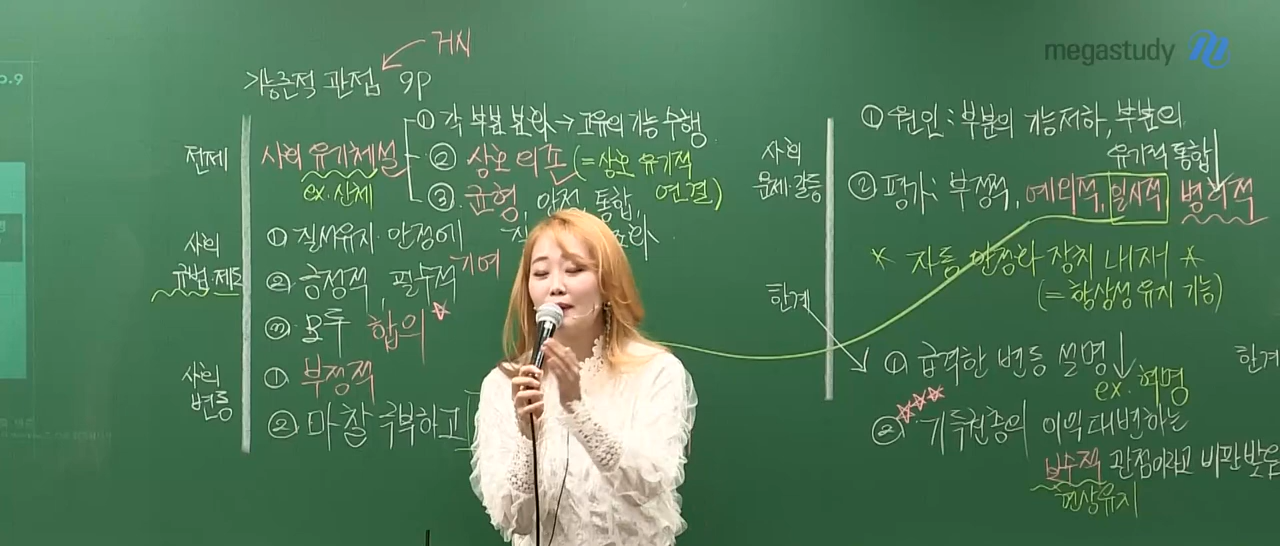 megastudy
거시
기능론적 관점 9P
전제
사회 유기체설
ex. 신체
① 각 부분 분화→고유의 기능 수행
② 상호 의존 (=상호 유기적 연결)
③. 균형, 안정, 통합,
사회
규범·제도
① 질서유지·안정에 기여
② 긍정적, 필수적
③ 모두 합의☆
사회
변동
① 부정적
② 마찰 극복하고
사회
문제·갈등
① 원인 : 부분의 기능저하, 부분의
유기적 통합↓
② 평가: 부정적, 예외적, 일시적, 병리적
★ 자동 안정화 장치 내재 ★
(= 항상성 유지 기능)
한계
① 급격한 변동 설명↓
ex. 혁명
☆☆☆
② 기득권층의 이익 대변하는
보수적 관점이라고 비판받음
현상유지
한계